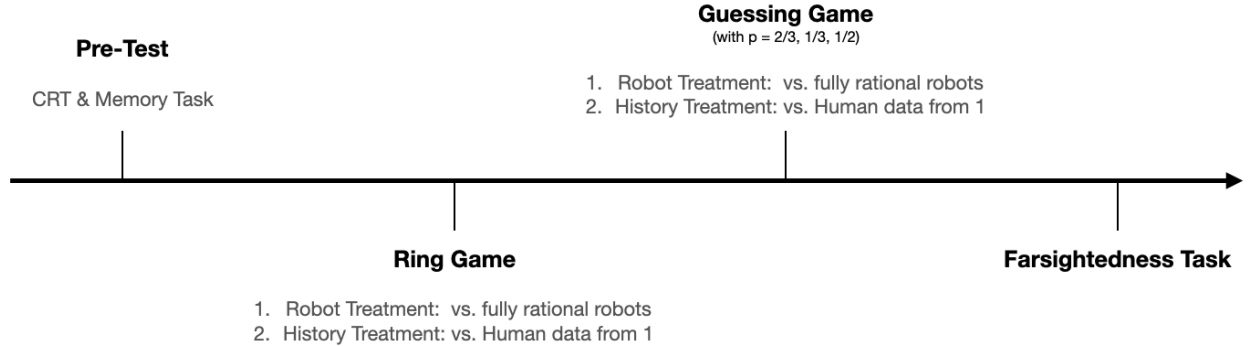 Pre-Test
CRT & Memory Task
Ring Game
1. Robot Treatment: vs. fully rational robots
2. History Treatment: vs. Human data from 1
Guessing Game
(with p = 2/3, 1/3, 1/2)
1. Robot Treatment: vs. fully rational robots
2. History Treatment: vs. Human data from 1
Farsightedness Task